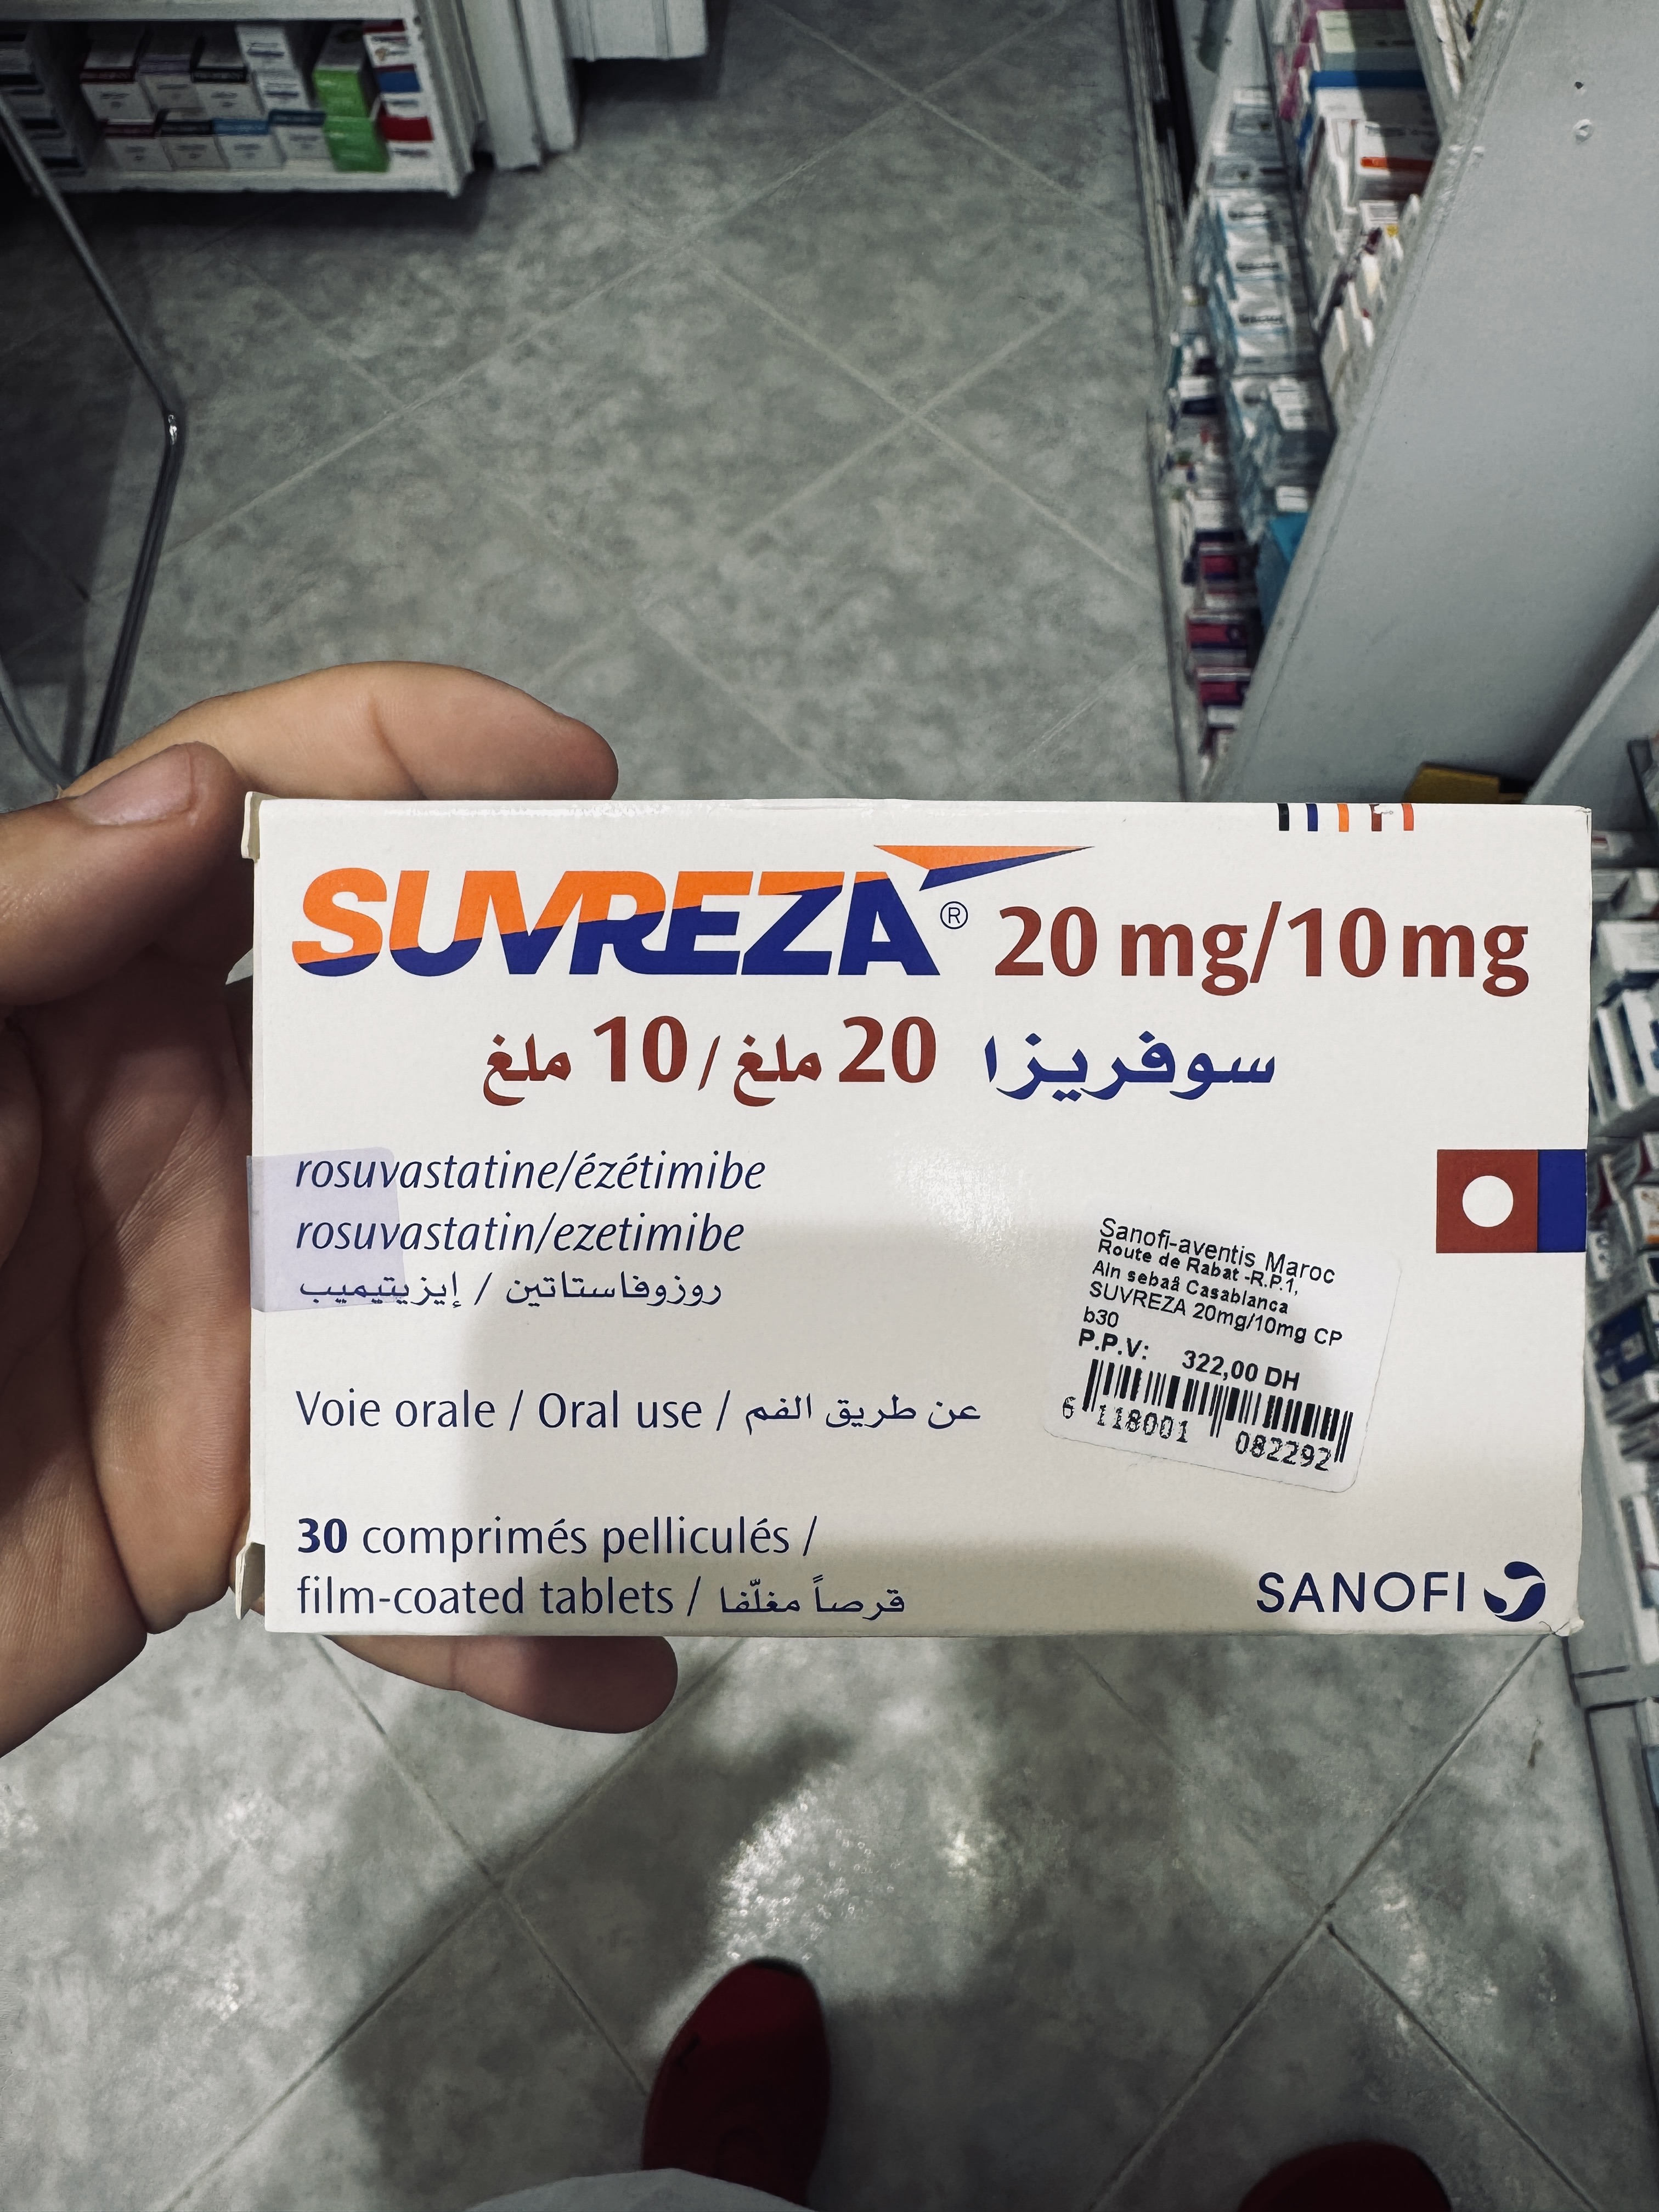 SUVREZA® 20 mg/10 mg
سوفريزا 20 ملغ/10 ملغ
rosuvastatine/ézétimibe
rosuvastatin/ezetimibe
روزوفاستاتين / إيزيتيميب
Sanofi-aventis Maroc
Route de Rabat -R.P.1,
Ain sebaâ Casablanca
SUVREZA 20mg/10mg CP
b30
P.P.V: 322,00 DH
6 118001 082292
Voie orale / Oral use / عن طريق الفم
30 comprimés pelliculés /
film-coated tablets / قرصاً مغلّفا
SANOFI